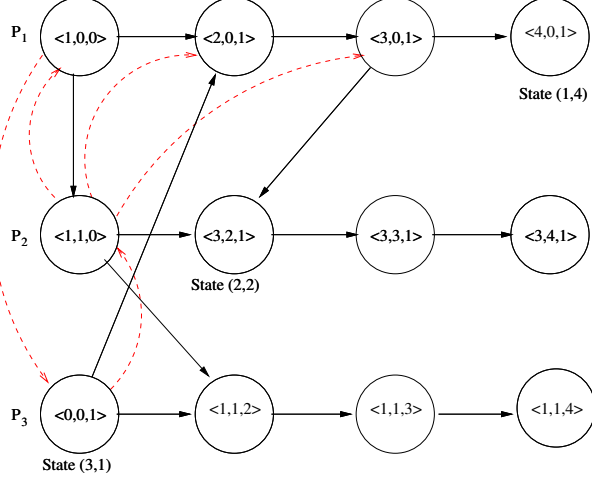 P1 <1,0,0> <2,0,1> <3,0,1> <4,0,1>
State (1,4)
P2 <1,1,0> <3,2,1> <3,3,1> <3,4,1>
State (2,2)
P3 <0,0,1> <1,1,2> <1,1,3> <1,1,4>
State (3,1)